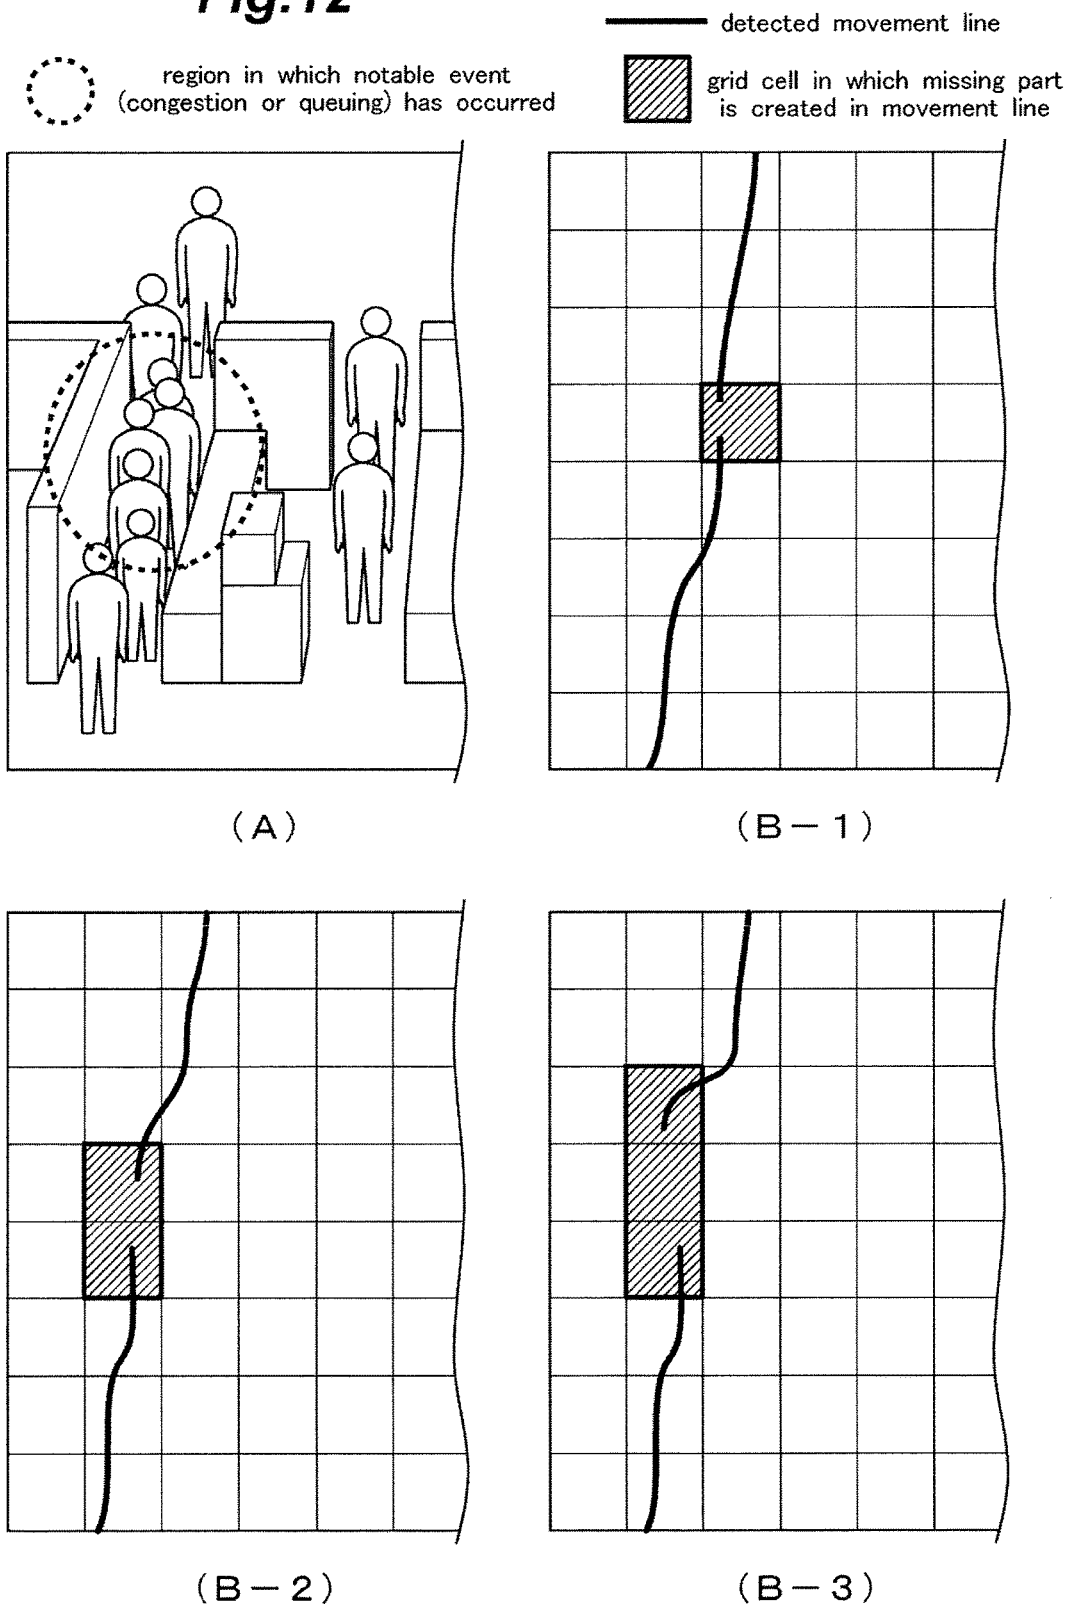 Fig.12
detected movement line
region in which notable event
(congestion or queuing) has occurred
grid cell in which missing part
is created in movement line
(A)
(B-1)
(B-2)
(B-3)